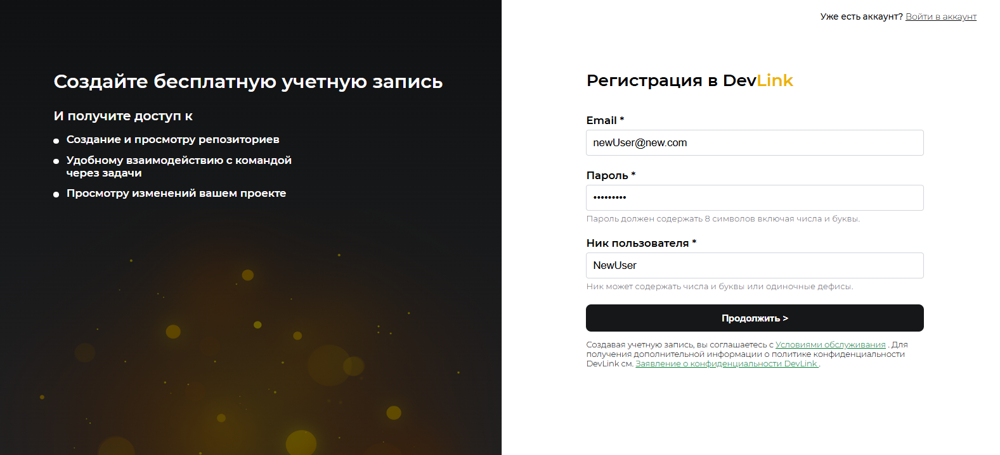 Уже есть аккаунт? Войти в аккаунт
Создайте бесплатную учетную запись
И получите доступ к
Создание и просмотру репозиториев
Удобному взаимодействию с командой
через задачи
Просмотру изменений вашем проекте
Регистрация в DevLink
Email *
newUser@new.com
Пароль *
•••••••••
Пароль должен содержать 8 символов включая числа и буквы.
Ник пользователя *
NewUser
Ник может содержать числа и буквы или одиночные дефисы.
Продолжить >
Создавая учетную запись, вы соглашаетесь с Условиями обслуживания . Для
получения дополнительной информации о политике конфиденциальности
DevLink см. Заявление о конфиденциальности DevLink .